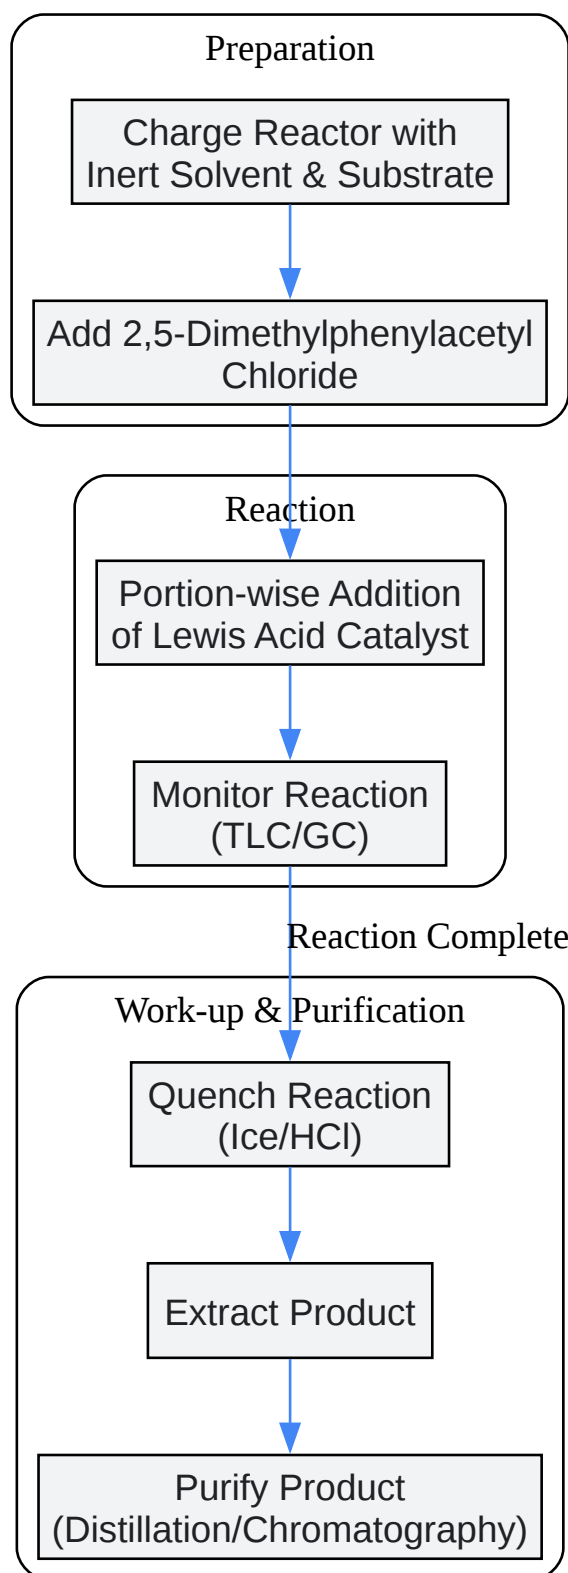 Preparation
Charge Reactor with
Inert Solvent & Substrate
Add 2,5-Dimethylphenylacetyl
Chloride
Reaction
Portion-wise Addition
of Lewis Acid Catalyst
Monitor Reaction
(TLC/GC)
Reaction Complete
Work-up & Purification
Quench Reaction
(Ice/HCl)
Extract Product
Purify Product
(Distillation/Chromatography)